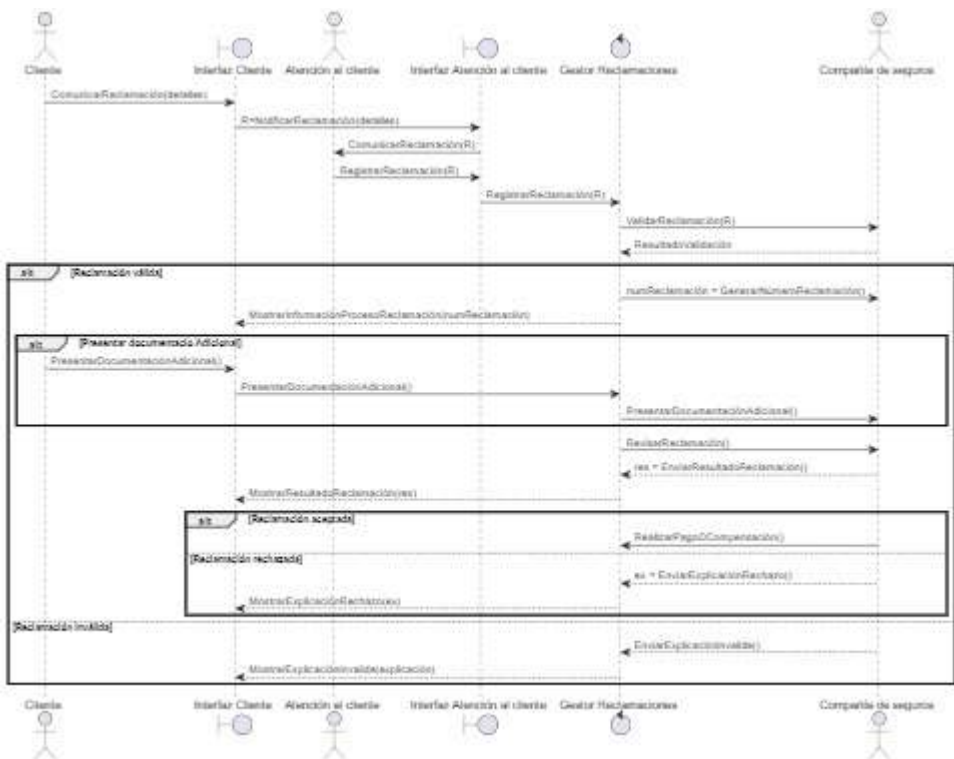 Cliente Interfaz Cliente Atención al cliente Interfaz Atención al cliente Gestor Reclamaciones Compañía de seguros
ComunicarReclamación(detalles)
R=NotificarReclamación(detalles)
ComunicarReclamación(R)
RegistrarReclamación(R)
RegistrarReclamación(R)
ValidarReclamación(R)
ResultadoValidación
alt [Reclamación válida]
numReclamación = GenerarNúmeroReclamación()
MostrarInformaciónProcesoReclamación(numReclamación)
alt [Presentar documentacio Adicional]
PresentarDocumentaciónAdicional()
PresentarDocumentaciónAdicional()
PresentarDocumentaciónAdicional()
RevisarReclamación()
res = EnviarResultadoReclamación()
MostrarResultadoReclamación(res)
alt [Reclamación aceptada]
RealizarPagoOCompensación()
[Reclamación rechazada]
ex = EnviarExplicaciónRechazo()
MostrarExplicaciónRechazo(ex)
[Reclamación inválida]
EnviarExplicaciónInvalida()
MostrarExplicaciónInvalida(explicación)
Cliente Interfaz Cliente Atención al cliente Interfaz Atención al cliente Gestor Reclamaciones Compañía de seguros